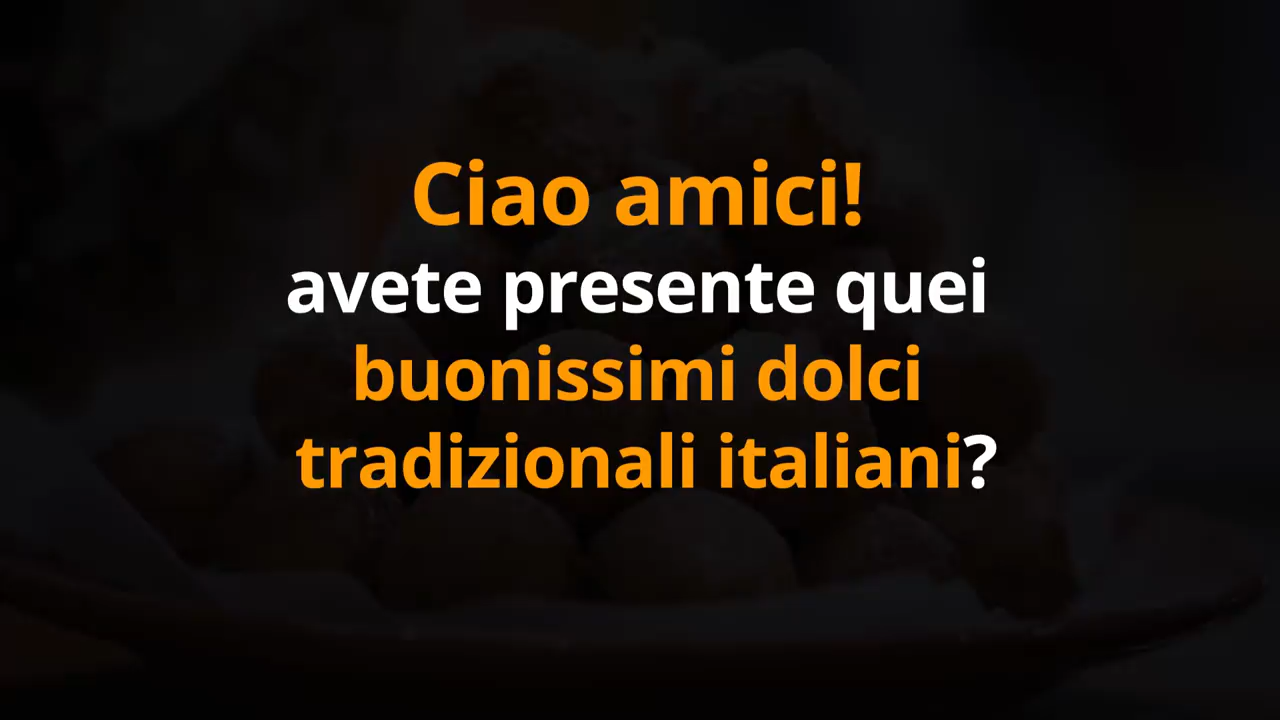 Ciao amici!
avete presente quei
buonissimi dolci
tradizionali italiani?